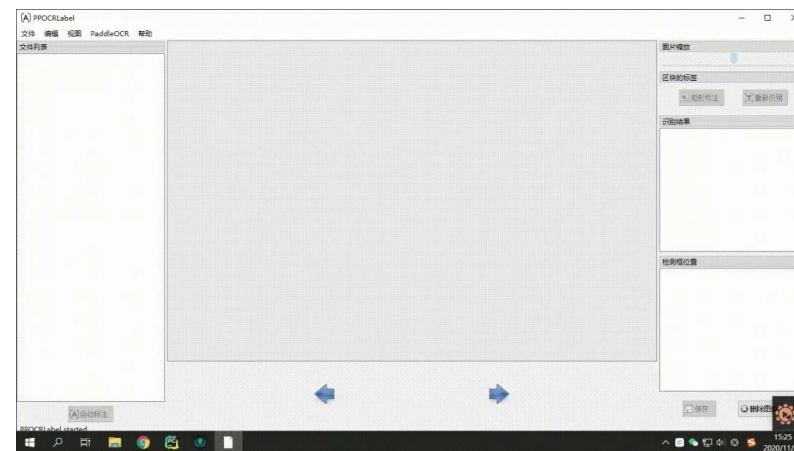 PPOCRLabel
文件 编辑 视图 PaddleOCR 帮助
文件列表
图片缩放
区块的标签
矩形标注 重新识别
识别结果
检测框位置
自动标注
保存 删除图
PPOCRLabel started
15:25
2020/11/